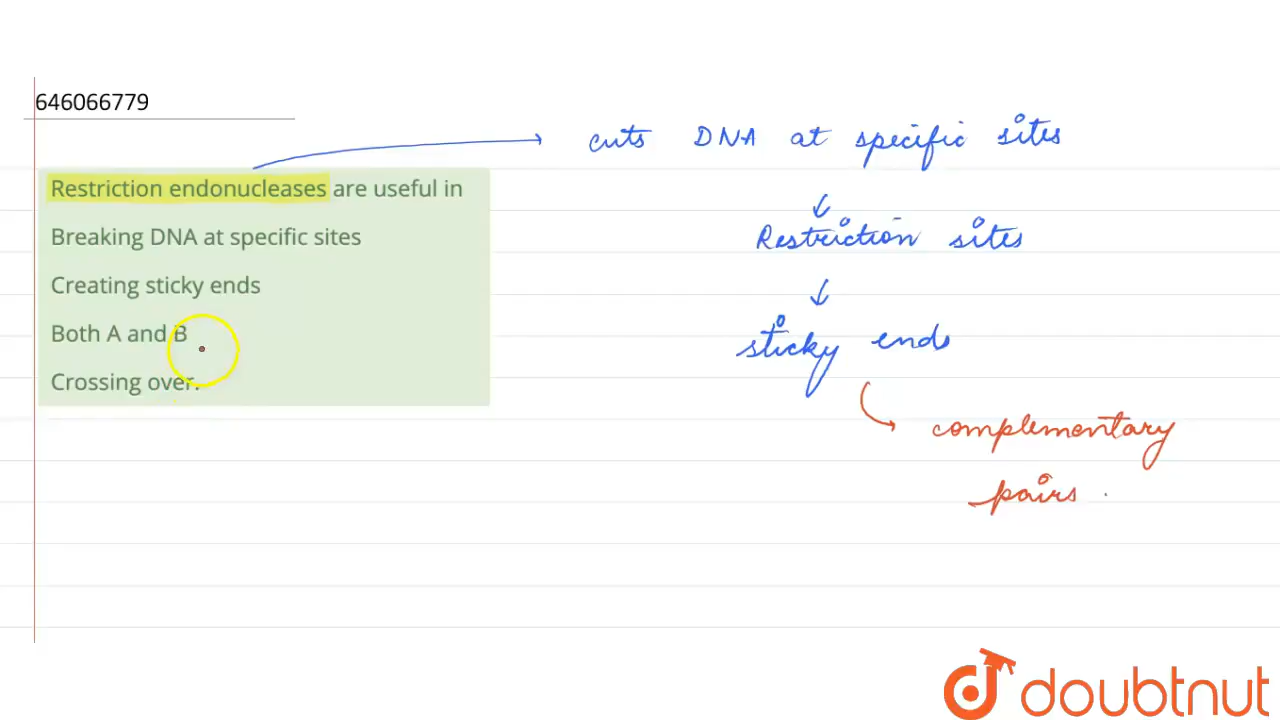 646066779
cuts DNA at specific sites
Restriction endonucleases are useful in
Breaking DNA at specific sites
Restriction sites
Creating sticky ends
Both A and B
sticky ends
Crossing over.
complementary
pairs
doubtnut